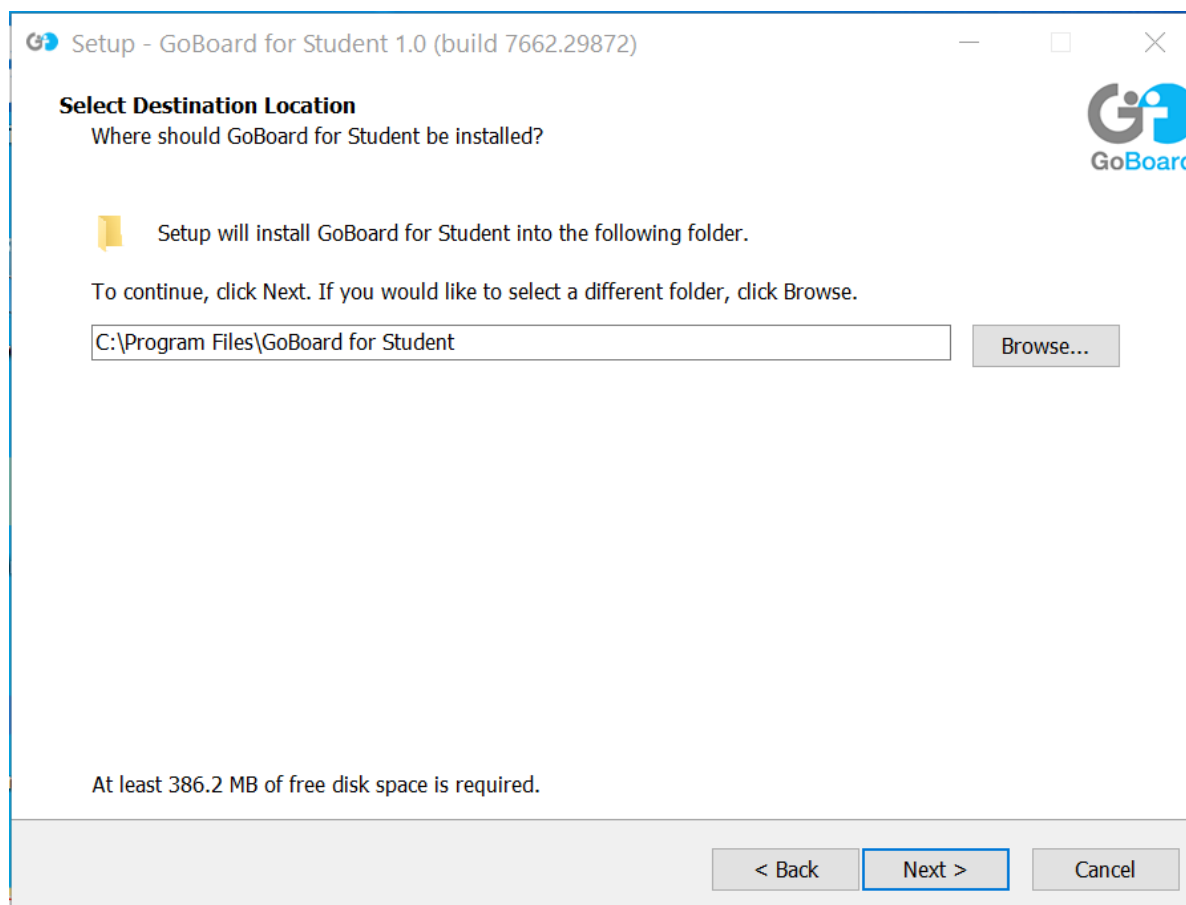 Setup - GoBoard for Student 1.0 (build 7662.29872)
Select Destination Location
Where should GoBoard for Student be installed?
GoBoard
Setup will install GoBoard for Student into the following folder.
To continue, click Next. If you would like to select a different folder, click Browse.
C:\Program Files\GoBoard for Student
Browse...
At least 386.2 MB of free disk space is required.
< Back
Next >
Cancel